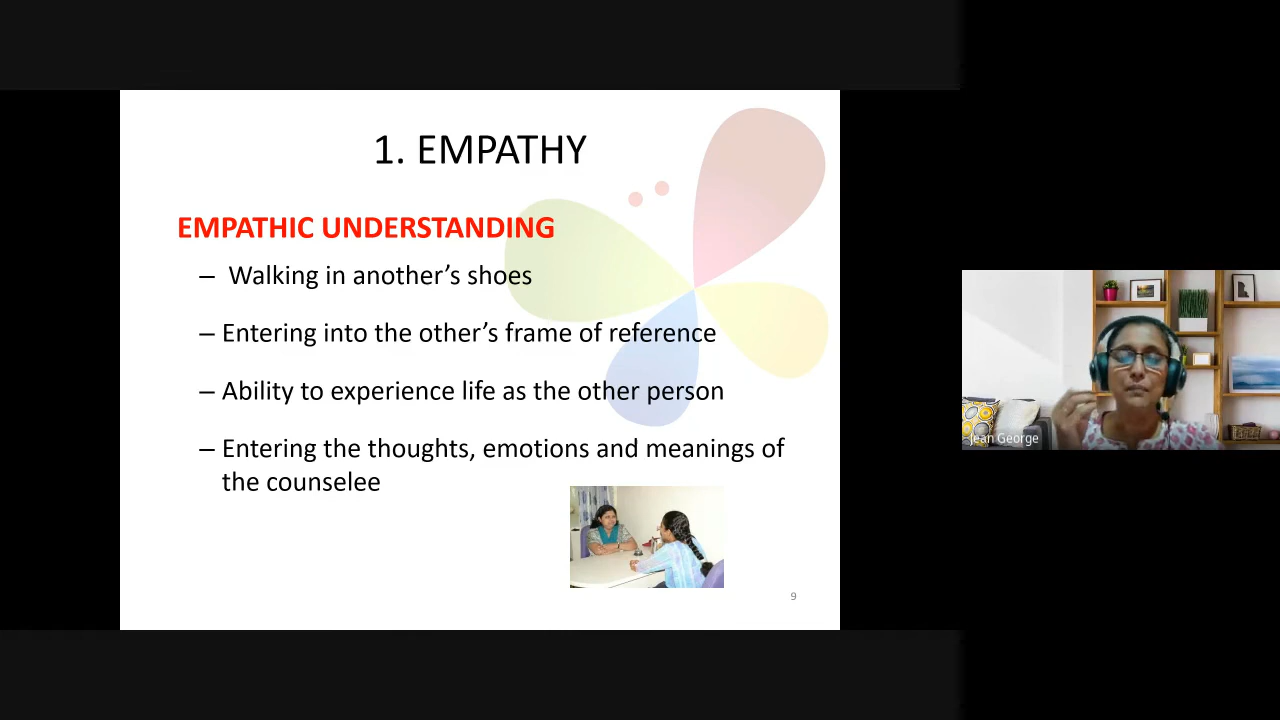 1. EMPATHY
EMPATHIC UNDERSTANDING
– Walking in another’s shoes
– Entering into the other’s frame of reference
– Ability to experience life as the other person
– Entering the thoughts, emotions and meanings of
the counselee
9
Jean George